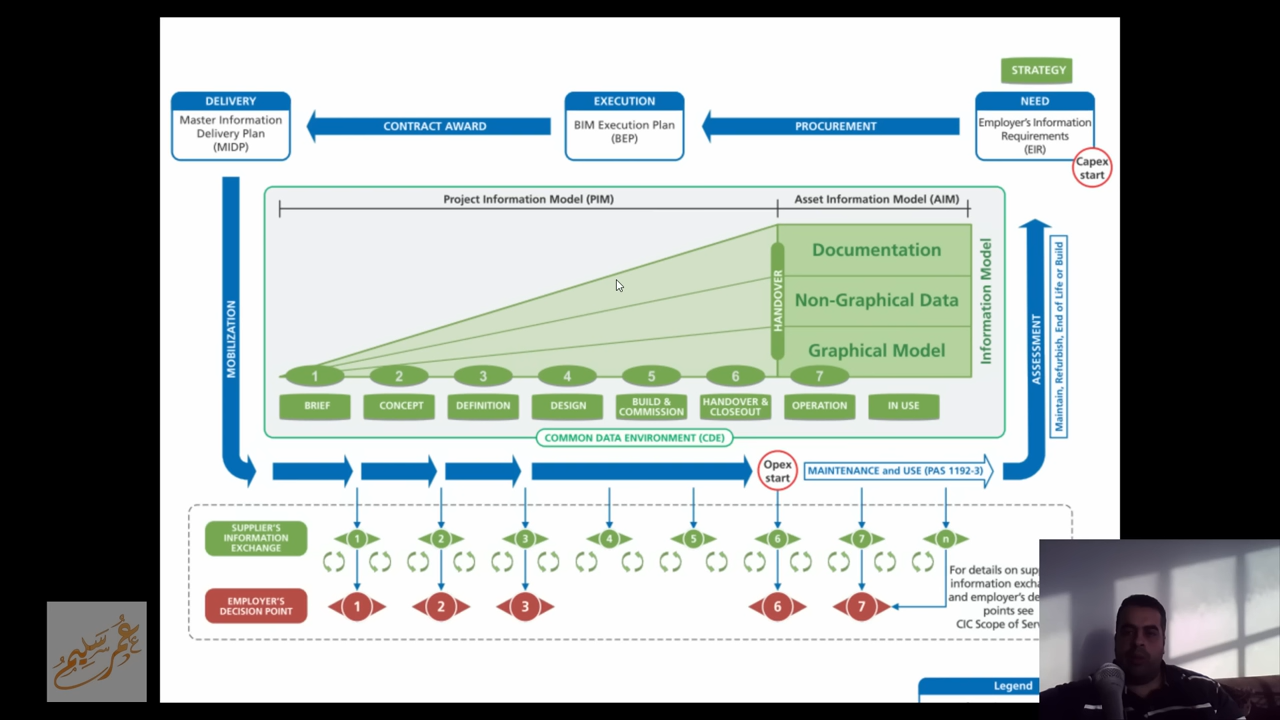 STRATEGY
DELIVERY
Master Information
Delivery Plan
(MIDP)
CONTRACT AWARD
EXECUTION
BIM Execution Plan
(BEP)
PROCUREMENT
NEED
Employer's Information
Requirements
(EIR)
Capex
start
Project Information Model (PIM)
Asset Information Model (AIM)
Documentation
Non-Graphical Data
Graphical Model
HANDOVER
Information Model
MOBILIZATION
ASSESSMENT
Maintain, Refurbish, End of Life or Build
1 2 3 4 5 6 7
BRIEF
CONCEPT
DEFINITION
DESIGN
BUILD &
COMMISSION
HANDOVER &
CLOSEOUT
OPERATION
IN USE
COMMON DATA ENVIRONMENT (CDE)
Opex
start
MAINTENANCE and USE (PAS 1192-3)
SUPPLIER'S
INFORMATION
EXCHANGE
1 2 3 4 5 6 7 n
EMPLOYER'S
DECISION POINT
1 2 3 6 7
For details on
information
and employer's
points see
CIC Scope of
Legend
عمر سليم